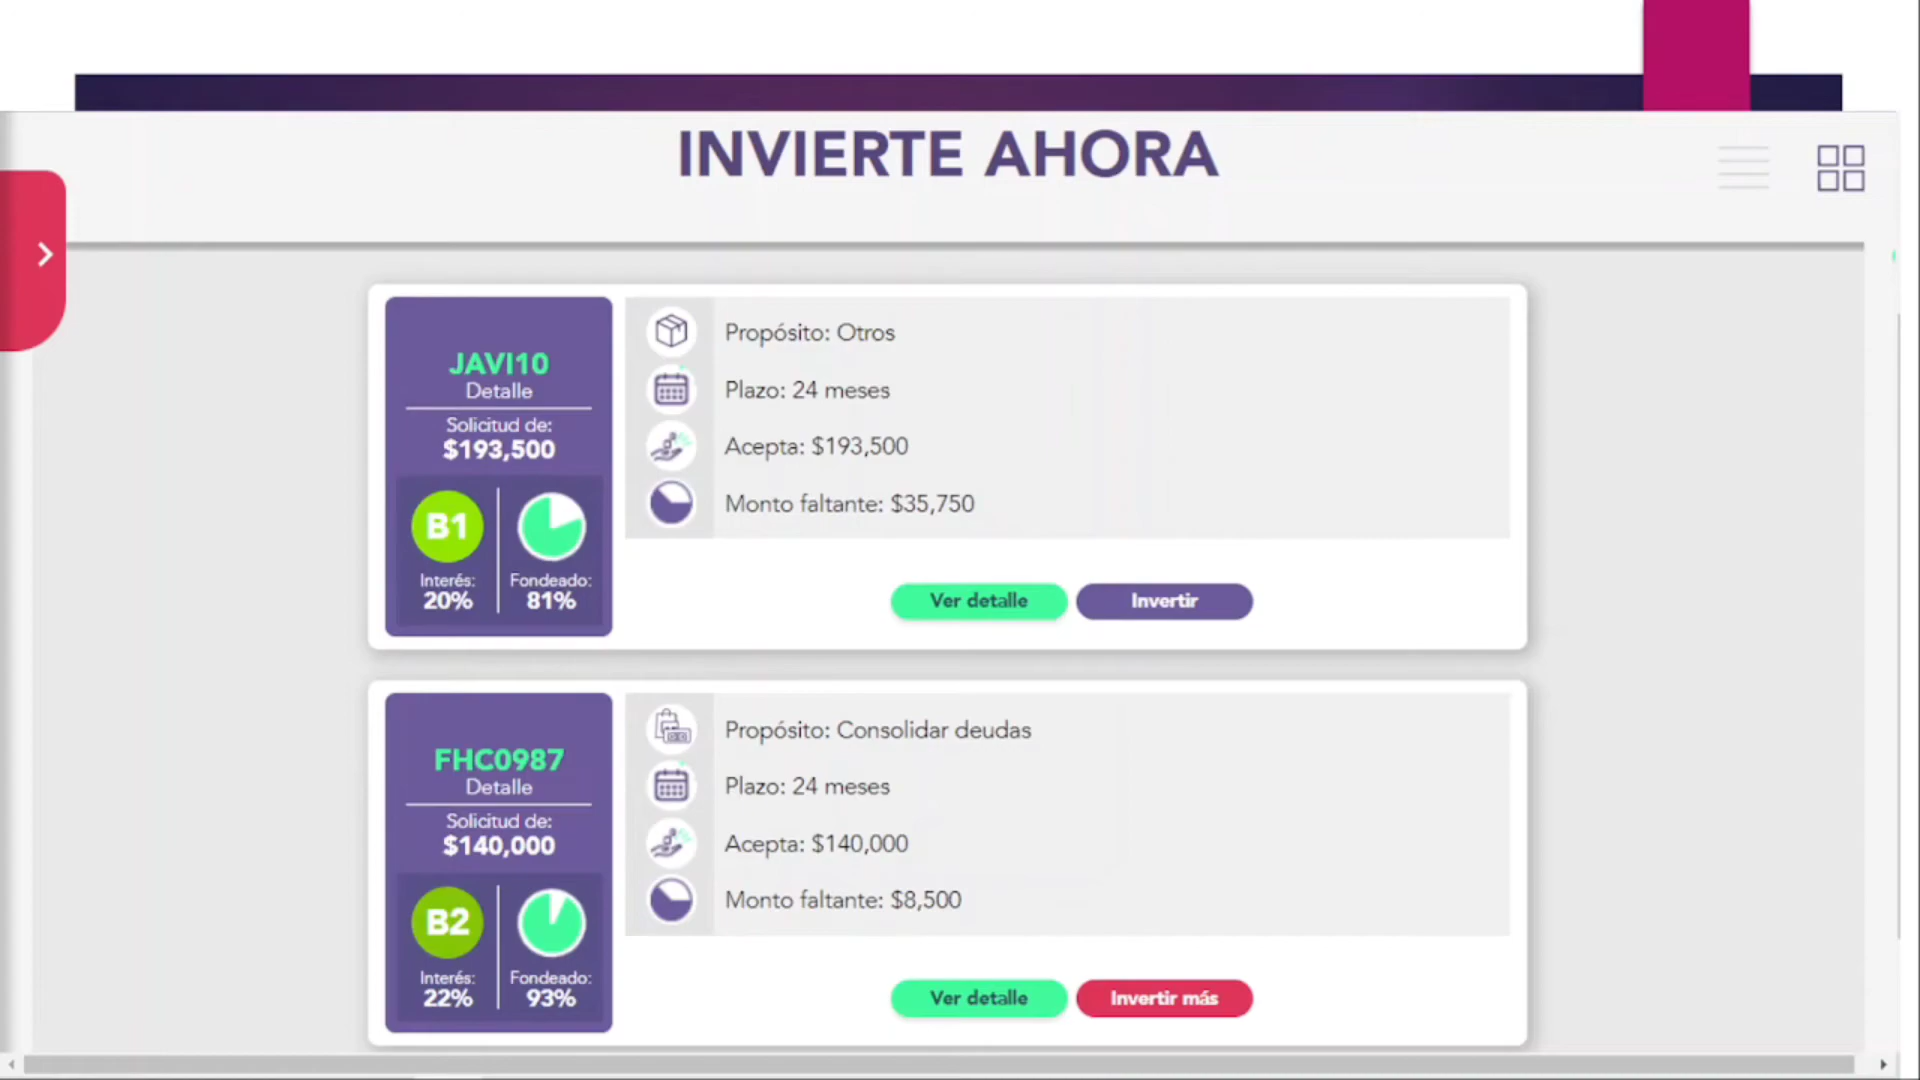 INVIERTE AHORA
JAVI10
Detalle
Solicitud de:
$193,500
B1
Interés:
20%
Fondeado:
81%
Propósito: Otros
Plazo: 24 meses
Acepta: $193,500
Monto faltante: $35,750
Ver detalle
Invertir
FHC0987
Detalle
Solicitud de:
$140,000
B2
Interés:
22%
Fondeado:
93%
Propósito: Consolidar deudas
Plazo: 24 meses
Acepta: $140,000
Monto faltante: $8,500
Ver detalle
Invertir más